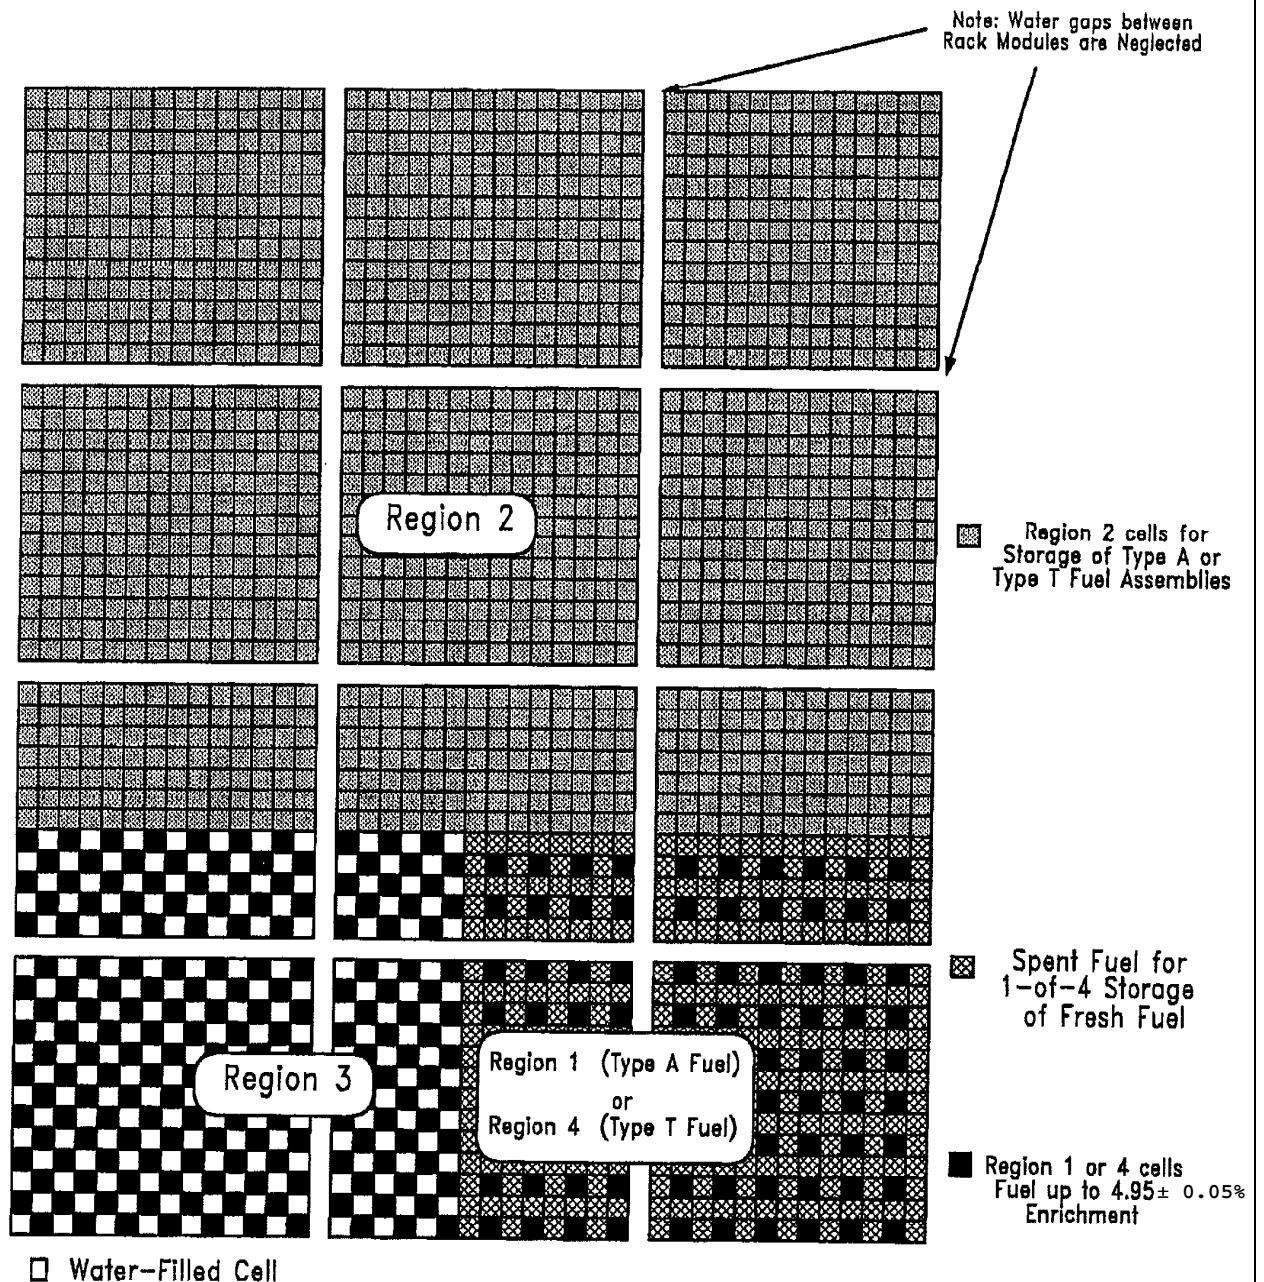 Note: Water gaps between
Rack Modules are Neglected
Region 2
Region 2 cells for
Storage of Type A or
Type T Fuel Assemblies
Spent Fuel for
1-of-4 Storage
of Fresh Fuel
Region 3
Region 1 (Type A Fuel)
or
Region 4 (Type T Fuel)
Region 1 or 4 cells
Fuel up to 4.95± 0.05%
Enrichment
Water-Filled Cell